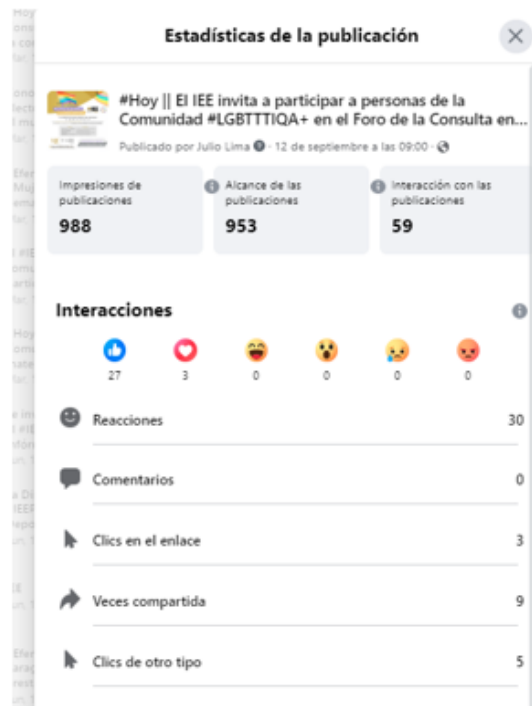 Estadísticas de la publicación
#Hoy || El IEE invita a participar a personas de la
Comunidad #LGBTTTIQA+ en el Foro de la Consulta en...
Publicado por Julio Lima · 12 de septiembre a las 09:00 ·
Impresiones de publicaciones
988
Alcance de las publicaciones
953
Interacción con las publicaciones
59
Interacciones
27 3 0 0 0 0
Reacciones 30
Comentarios 0
Clics en el enlace 3
Veces compartida 9
Clics de otro tipo 5